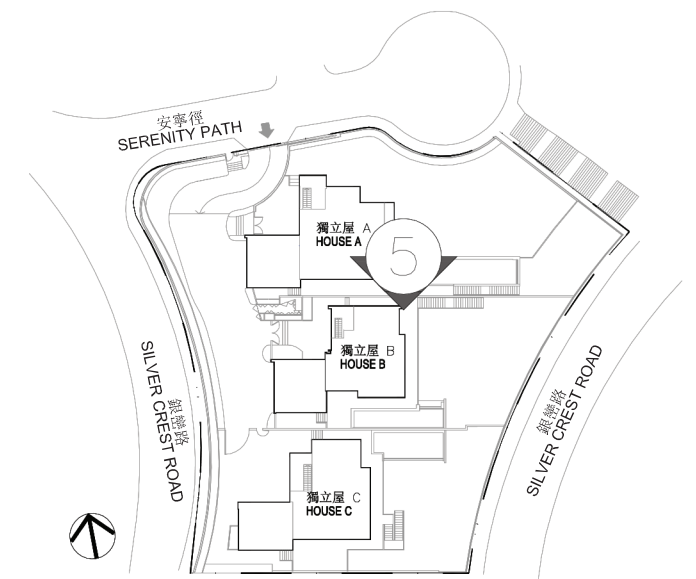 安寧徑
SERENITY PATH
獨立屋 A
HOUSE A
5
獨立屋 B
HOUSE B
銀巒路
SILVER CREST ROAD
銀巒路
SILVER CREST ROAD
獨立屋 C
HOUSE C